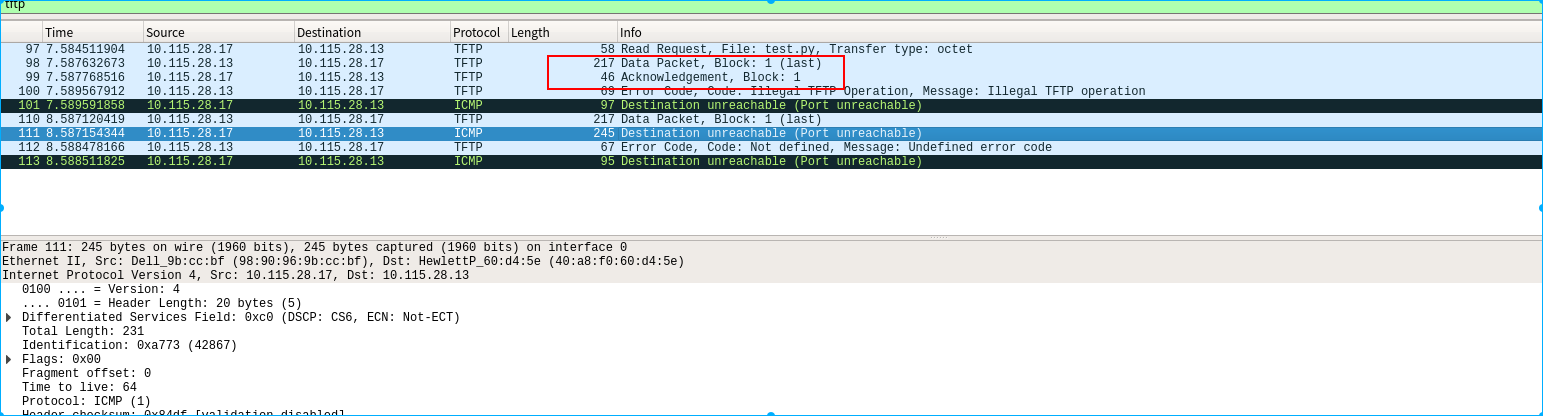 tftp
Time Source Destination Protocol Length Info
97 7.584511904 10.115.28.17 10.115.28.13 TFTP 58 Read Request, File: test.py, Transfer type: octet
98 7.587632673 10.115.28.13 10.115.28.17 TFTP 217 Data Packet, Block: 1 (last)
99 7.587768516 10.115.28.17 10.115.28.13 TFTP 46 Acknowledgement, Block: 1
100 7.589567912 10.115.28.13 10.115.28.17 TFTP 69 Error Code, Code: Illegal TFTP Operation, Message: Illegal TFTP operation
101 7.589591858 10.115.28.17 10.115.28.13 ICMP 97 Destination unreachable (Port unreachable)
110 8.587120419 10.115.28.13 10.115.28.17 TFTP 217 Data Packet, Block: 1 (last)
111 8.587154344 10.115.28.17 10.115.28.13 ICMP 245 Destination unreachable (Port unreachable)
112 8.588478166 10.115.28.13 10.115.28.17 TFTP 67 Error Code, Code: Not defined, Message: Undefined error code
113 8.588511825 10.115.28.17 10.115.28.13 ICMP 95 Destination unreachable (Port unreachable)
Frame 111: 245 bytes on wire (1960 bits), 245 bytes captured (1960 bits) on interface 0
Ethernet II, Src: Dell_9b:cc:bf (98:90:96:9b:cc:bf), Dst: HewlettP_60:d4:5e (40:a8:f0:60:d4:5e)
Internet Protocol Version 4, Src: 10.115.28.17, Dst: 10.115.28.13
0100 .... = Version: 4
.... 0101 = Header Length: 20 bytes (5)
Differentiated Services Field: 0xc0 (DSCP: CS6, ECN: Not-ECT)
Total Length: 231
Identification: 0xa773 (42867)
Flags: 0x00
Fragment offset: 0
Time to live: 64
Protocol: ICMP (1)
Header checksum: 0x84df [validation disabled]